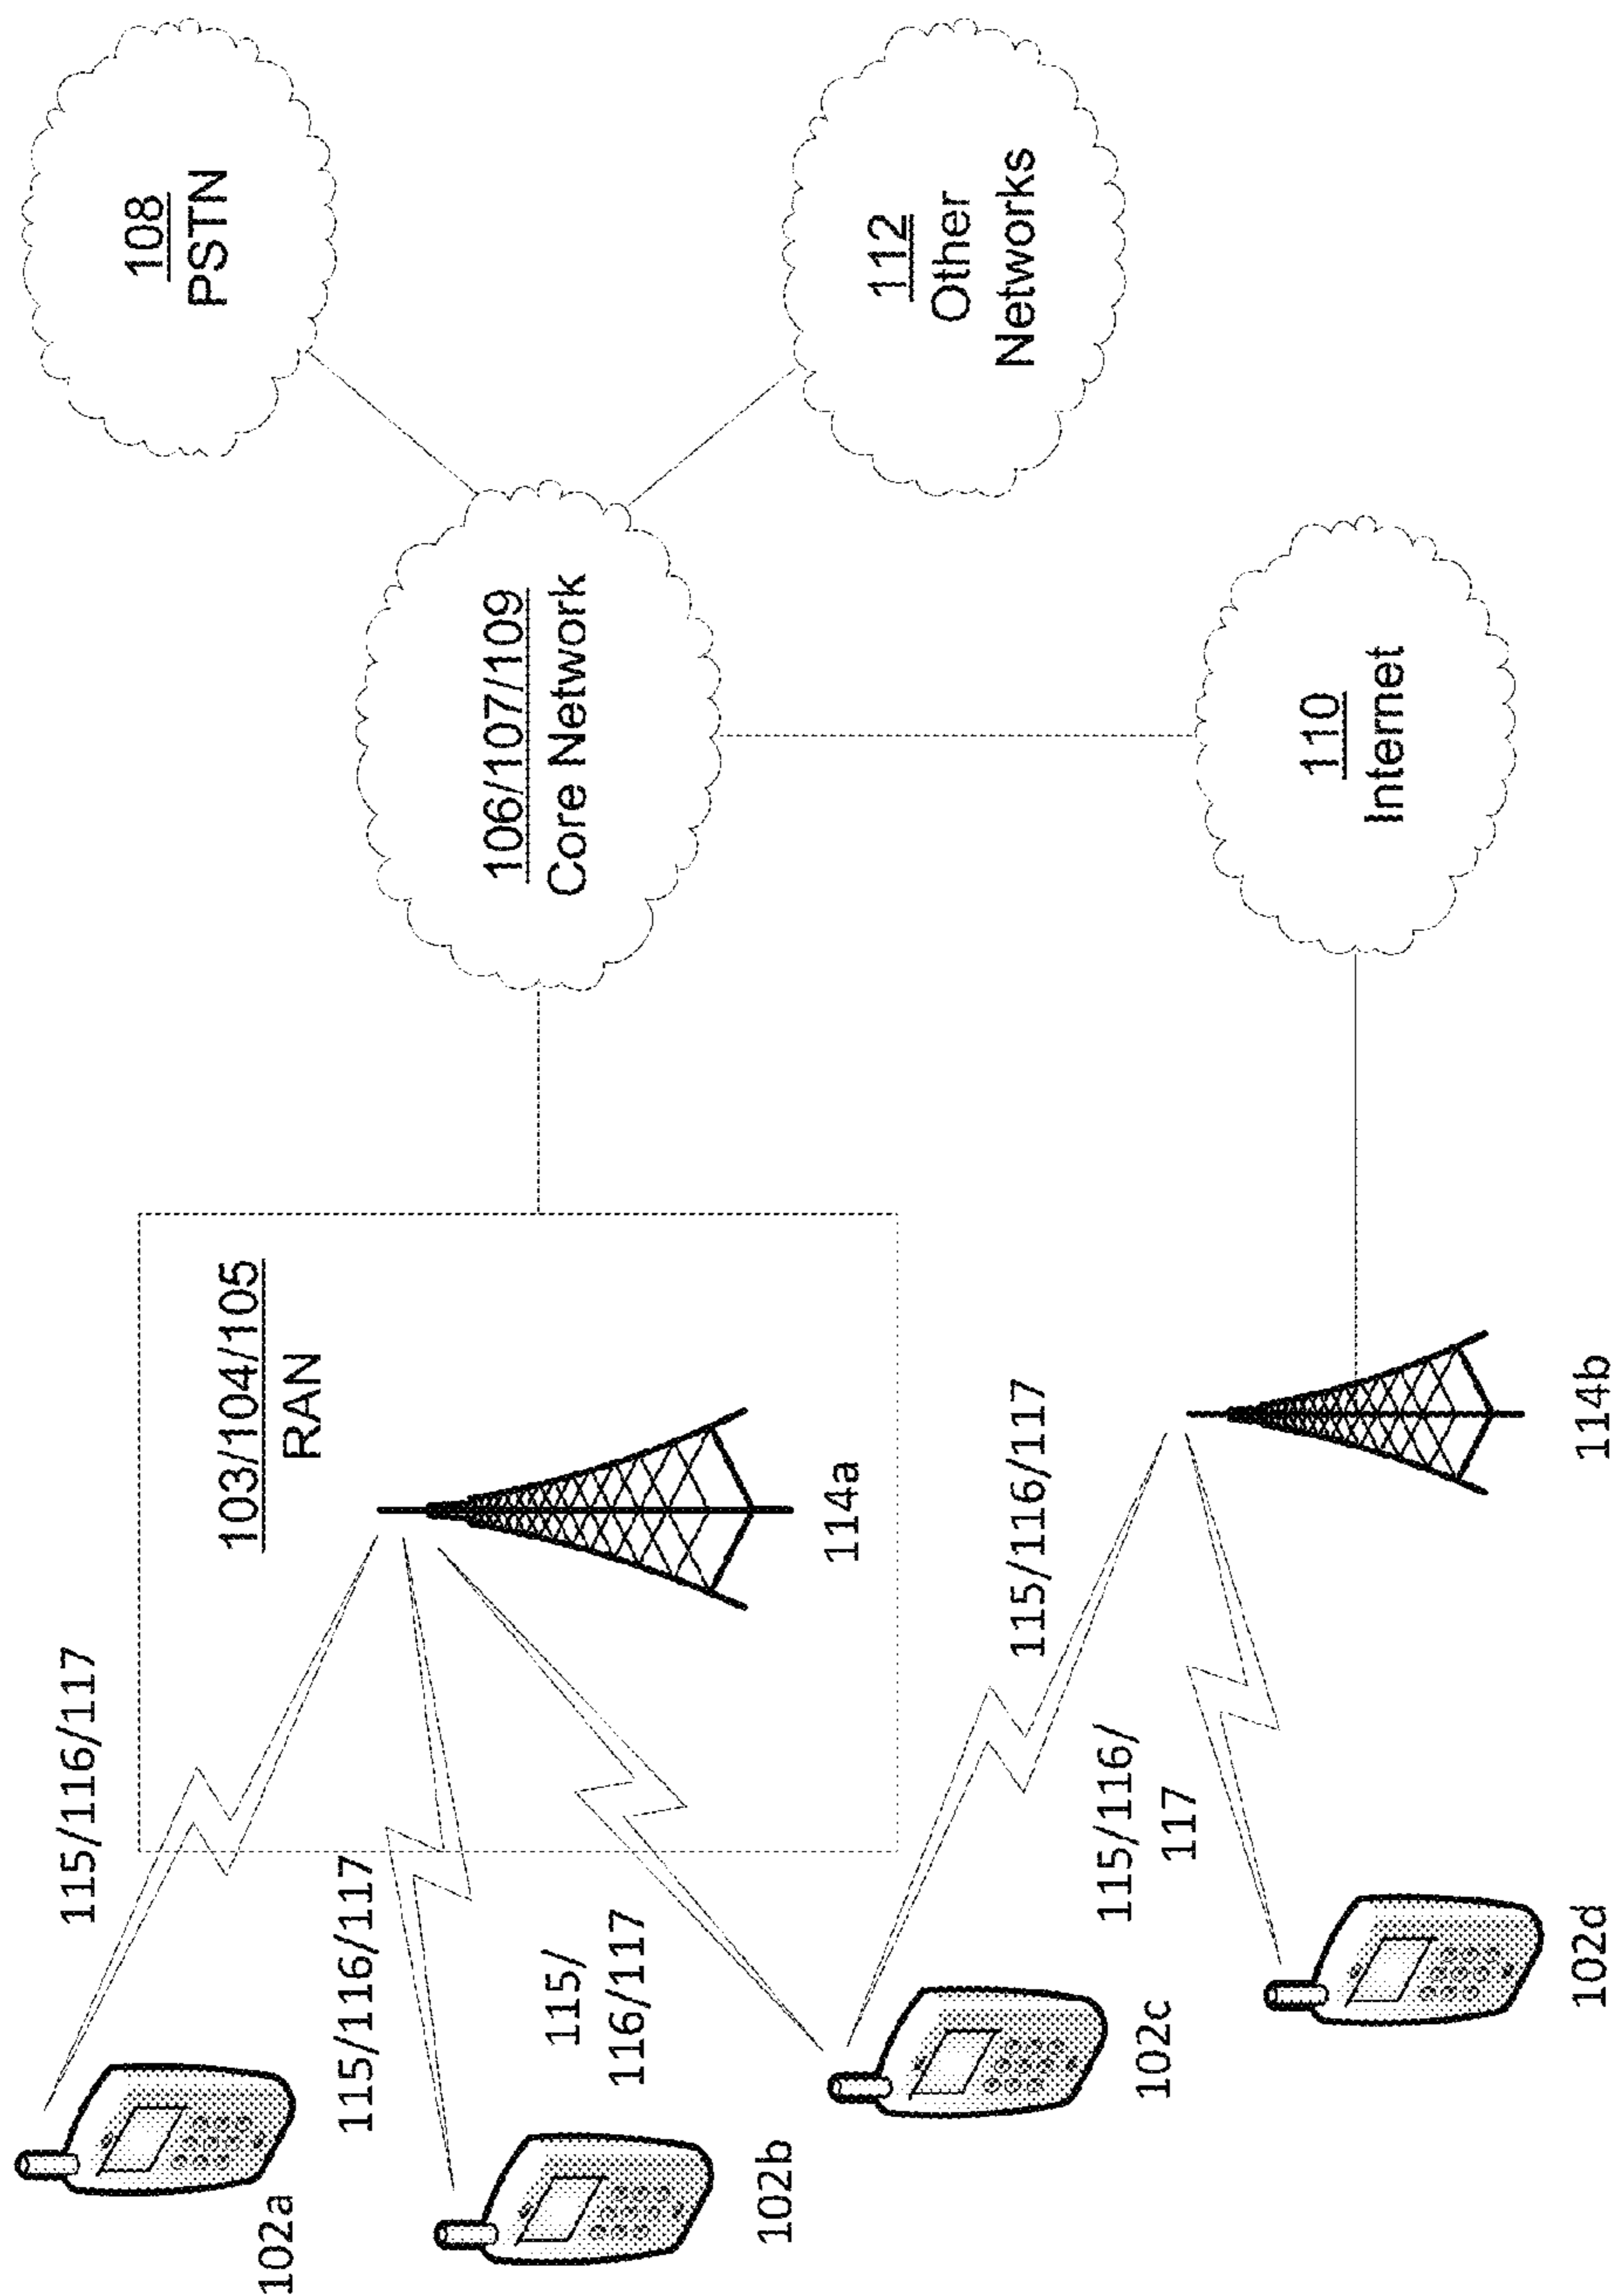 102a
115/116/117
103/104/105
RAN
108
PSTN
102b
115/116/117
115/
116/117
114a
106/107/109
Core Network
112
Other
Networks
102c
115/116/117
115/116/
117
102d
114b
110
Internet